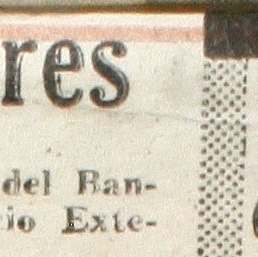 res
del Ban-
io Exte-